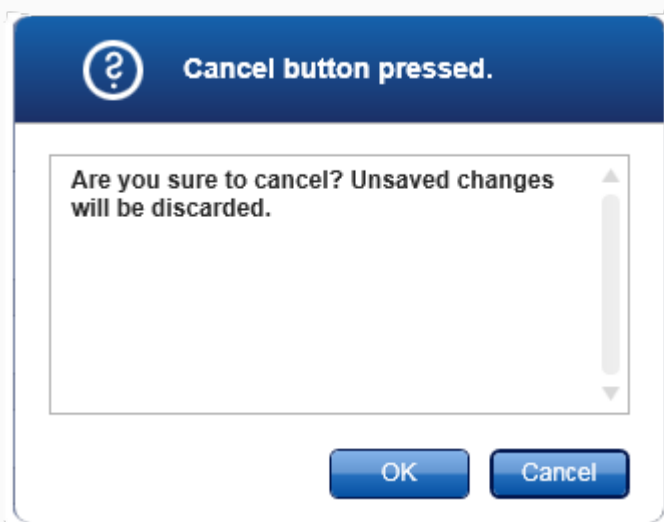 Cancel button pressed.
Are you sure to cancel? Unsaved changes
will be discarded.
OK
Cancel